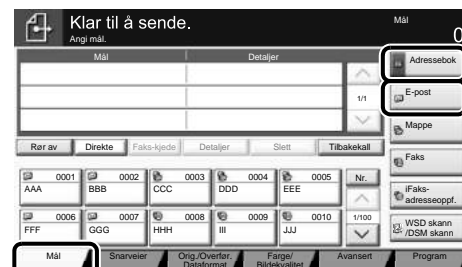 Klar til å sende.
Angi mål.
Mål
0
Mål Detaljer
1/1
Rør av Direkte Faks-kjede Detaljer Slett Tilbakekall
0001 0002 0003 0004 0005 Nr.
AAA BBB CCC DDD EEE
0006 0007 0008 0009 0010 1/100
FFF GGG HHH III JJJ
Adressebok
E-post
Mappe
Faks
iFaks-
adresseoppf.
WSD skann
/DSM skann
Mål Snarveier Orig./Overfør. Farge/ Avansert Program
Dataformat Bildekvalitet